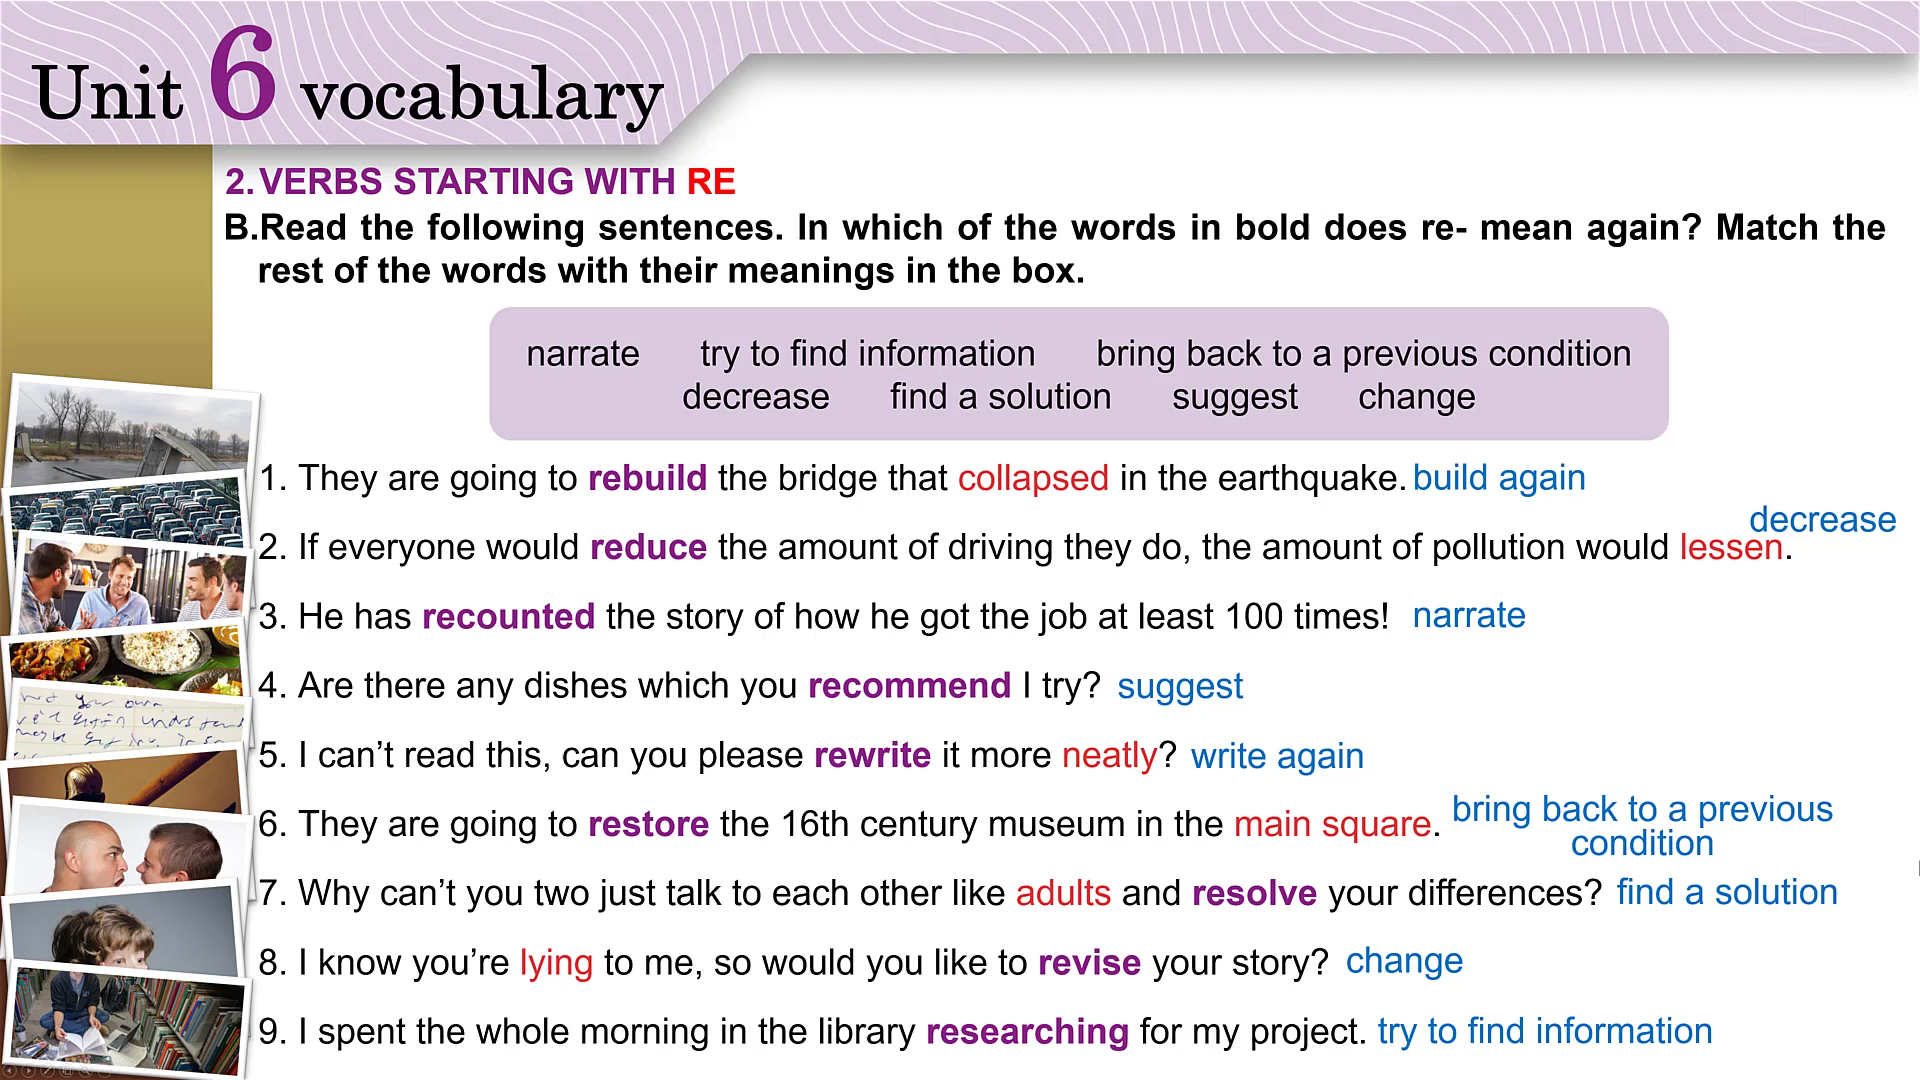 Unit 6 vocabulary
2. VERBS STARTING WITH RE
B.Read the following sentences. In which of the words in bold does re- mean again? Match the
rest of the words with their meanings in the box.
narrate try to find information bring back to a previous condition
decrease find a solution suggest change
1. They are going to rebuild the bridge that collapsed in the earthquake. build again
decrease
2. If everyone would reduce the amount of driving they do, the amount of pollution would lessen.
3. He has recounted the story of how he got the job at least 100 times! narrate
4. Are there any dishes which you recommend I try? suggest
5. I can’t read this, can you please rewrite it more neatly? write again
6. They are going to restore the 16th century museum in the main square. bring back to a previous
condition
7. Why can’t you two just talk to each other like adults and resolve your differences? find a solution
8. I know you’re lying to me, so would you like to revise your story? change
9. I spent the whole morning in the library researching for my project. try to find information